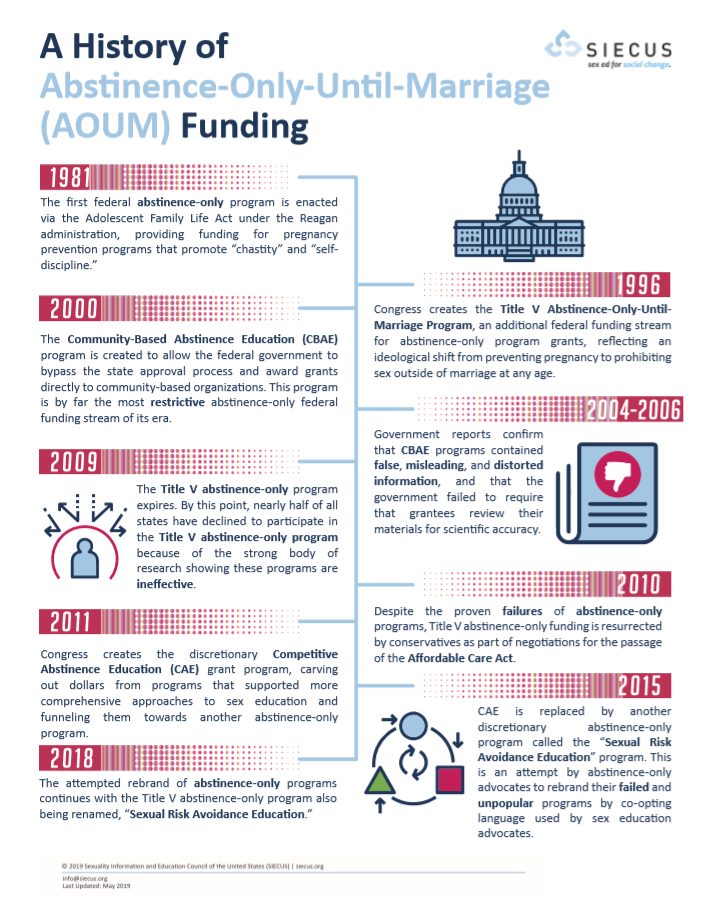 A History of
Abstinence-Only-Until-Marriage
(AOUM) Funding
SIECUS
sex ed for social change.
1981
The first federal abstinence-only program is enacted
via the Adolescent Family Life Act under the Reagan
administration, providing funding for pregnancy
prevention programs that promote “chastity” and “self-
discipline.”
1996
Congress creates the Title V Abstinence-Only-Until-
Marriage Program, an additional federal funding stream
for abstinence-only program grants, reflecting an
ideological shift from preventing pregnancy to prohibiting
sex outside of marriage at any age.
2000
The Community-Based Abstinence Education (CBAE)
program is created to allow the federal government to
bypass the state approval process and award grants
directly to community-based organizations. This program
is by far the most restrictive abstinence-only federal
funding stream of its era.
2004-2006
Government reports confirm
that CBAE programs contained
false, misleading, and distorted
information, and that the
government failed to require
that grantees review their
materials for scientific accuracy.
2009
The Title V abstinence-only program
expires. By this point, nearly half of all
states have declined to participate in
the Title V abstinence-only program
because of the strong body of
research showing these programs are
ineffective.
2010
Despite the proven failures of abstinence-only
programs, Title V abstinence-only funding is resurrected
by conservatives as part of negotiations for the passage
of the Affordable Care Act.
2011
Congress creates the discretionary Competitive
Abstinence Education (CAE) grant program, carving
out dollars from programs that supported more
comprehensive approaches to sex education and
funneling them towards another abstinence-only
program.
2015
CAE is replaced by another
discretionary abstinence-only
program called the “Sexual Risk
Avoidance Education” program. This
is an attempt by abstinence-only
advocates to rebrand their failed and
unpopular programs by co-opting
language used by sex education
advocates.
2018
The attempted rebrand of abstinence-only programs
continues with the Title V abstinence-only program also
being renamed, “Sexual Risk Avoidance Education.”
© 2019 Sexuality Information and Education Council of the United States (SIECUS) | siecus.org
info@siecus.org
Last Updated: May 2019